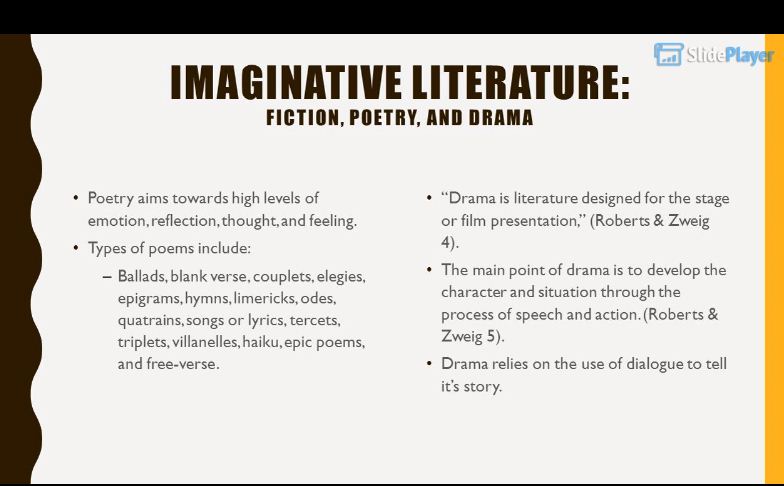 SlidePlayer
IMAGINATIVE LITERATURE:
FICTION, POETRY, AND DRAMA
• Poetry aims towards high levels of
emotion, reflection, thought, and feeling.
• Types of poems include:
– Ballads, blank verse, couplets, elegies,
epigrams, hymns, limericks, odes,
quatrains, songs or lyrics, tercets,
triplets, villanelles, haiku, epic poems,
and free-verse.
• “Drama is literature designed for the stage
or film presentation,” (Roberts & Zweig
4).
• The main point of drama is to develop the
character and situation through the
process of speech and action. (Roberts &
Zweig 5).
• Drama relies on the use of dialogue to tell
it’s story.